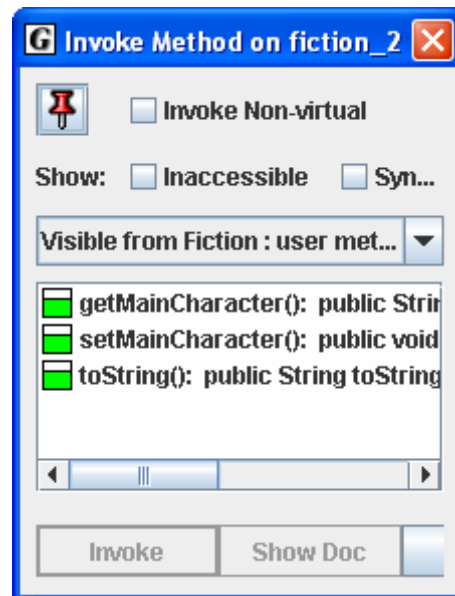 G Invoke Method on fiction_2
Invoke Non-virtual
Show: Inaccessible Syn...
Visible from Fiction : user met...
getMainCharacter(): public Strin
setMainCharacter(): public void
toString(): public String toString
Invoke Show Doc